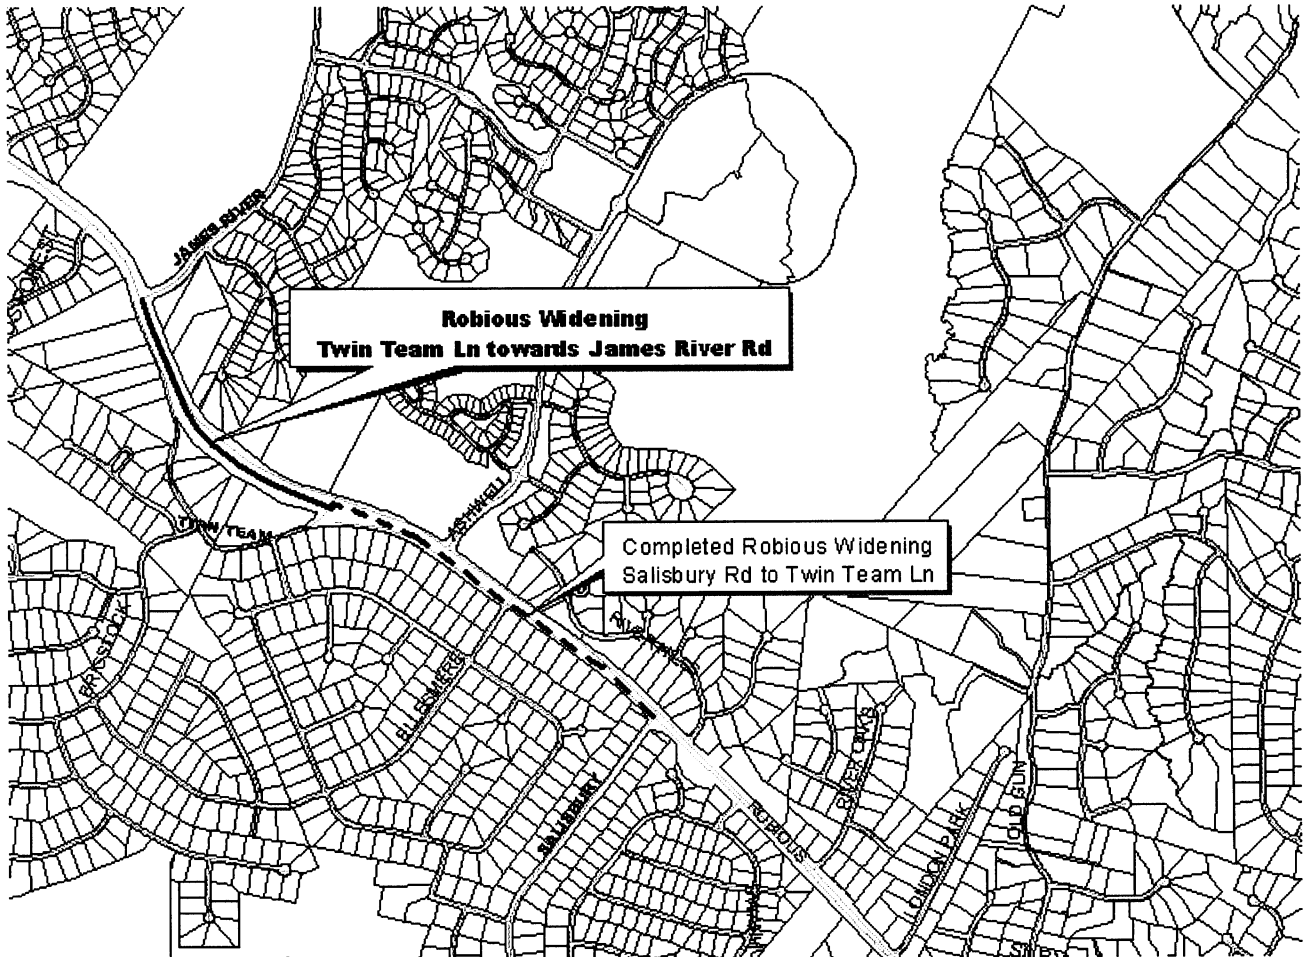 JAMES RIVER
Robious Widening
Twin Team Ln towards James River Rd
ASHWELL
TWIN TEAM
Completed Robious Widening
Salisbury Rd to Twin Team Ln
BRIGSTOCK
ELLESMERE
RIVER OAKS
SALISBURY
ROBIOUS
LONDON PARK
OLD GUN